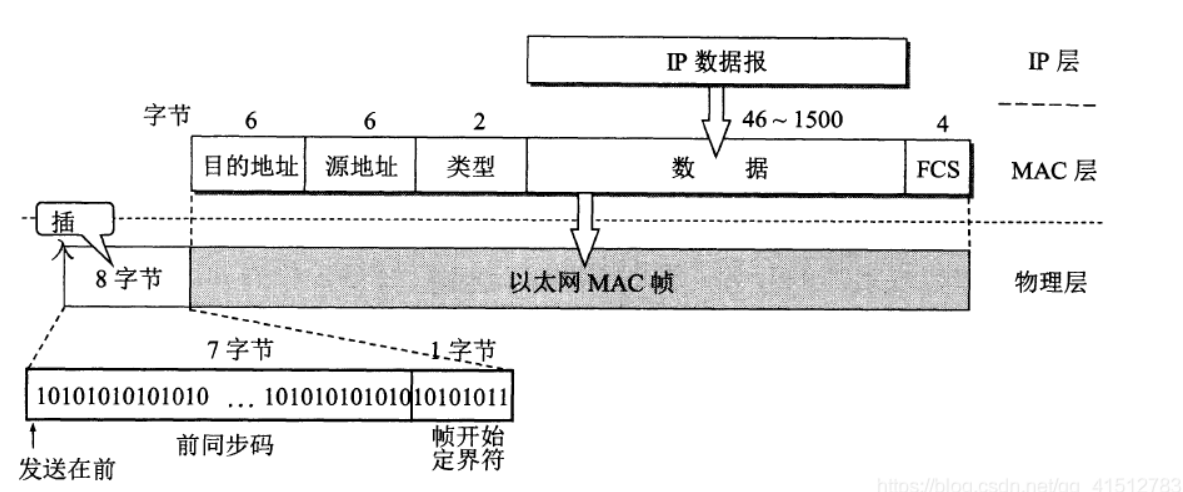 IP 数据报
IP 层
字节
6
6
2
46～1500
4
目的地址
源地址
类型
数 据
FCS
MAC 层
插
入
8 字节
以太网 MAC 帧
物理层
7 字节
1 字节
10101010101010 … 101010101010
10101011
前同步码
帧开始
定界符
发送在前
https://blog.csdn.net/qq_41512783